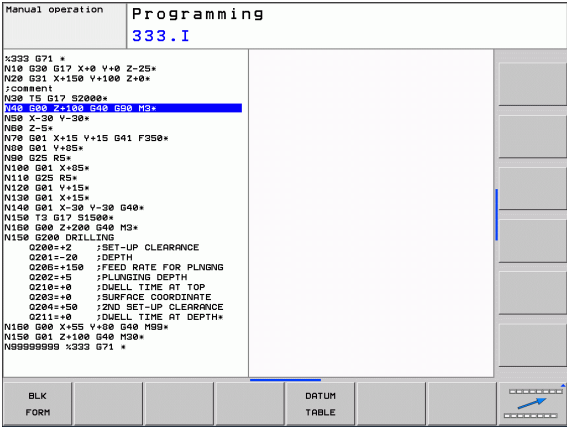 Manual operation
Programming
333.I
%333 G71 *
N10 G30 G17 X+0 Y+0 Z-25*
N20 G31 X+150 Y+100 Z+0*
;comment
N30 T5 G17 S2000*
N40 G00 Z+100 G40 G90 M3*
N50 X-30 Y-30*
N60 Z-5*
N70 G01 X+15 Y+15 G41 F350*
N80 G01 Y+85*
N90 G25 R5*
N100 G01 X+85*
N110 G25 R5*
N120 G01 Y+15*
N130 G01 X+15*
N140 G01 X-30 Y-30 G40*
N150 T3 G17 S1500*
N160 G00 Z+200 G40 M3*
N150 G200 DRILLING
Q200=+2 ;SET-UP CLEARANCE
Q201=-20 ;DEPTH
Q206=+150 ;FEED RATE FOR PLNGNG
Q202=+5 ;PLUNGING DEPTH
Q210=+0 ;DWELL TIME AT TOP
Q203=+0 ;SURFACE COORDINATE
Q204=+50 ;2ND SET-UP CLEARANCE
Q211=+0 ;DWELL TIME AT DEPTH*
N160 G00 X+55 Y+80 G40 M99*
N150 G01 Z+100 G40 M30*
N99999999 %333 G71 *
BLK
FORM
DATUM
TABLE